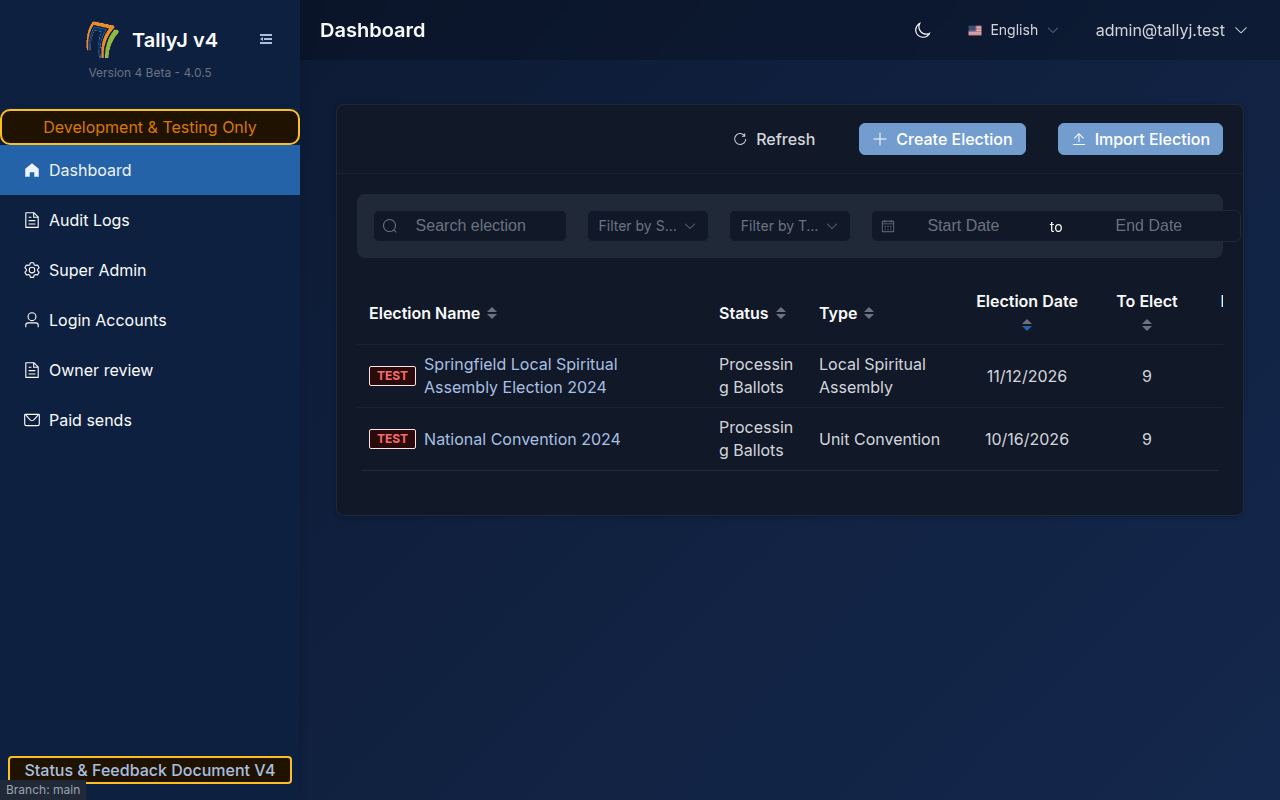 TallyJ v4
Version 4 Beta - 4.0.5
Development & Testing Only
Dashboard
Audit Logs
Super Admin
Login Accounts
Owner review
Paid sends
Status & Feedback Document V4
Branch: main
Dashboard
English
admin@tallyj.test
Refresh
Create Election
Import Election
Search election
Filter by S...
Filter by T...
Start Date to End Date
Election Name Status Type Election Date To Elect
TEST Springfield Local Spiritual Assembly Election 2024 Processing Ballots Local Spiritual Assembly 11/12/2026 9
TEST National Convention 2024 Processing Ballots Unit Convention 10/16/2026 9